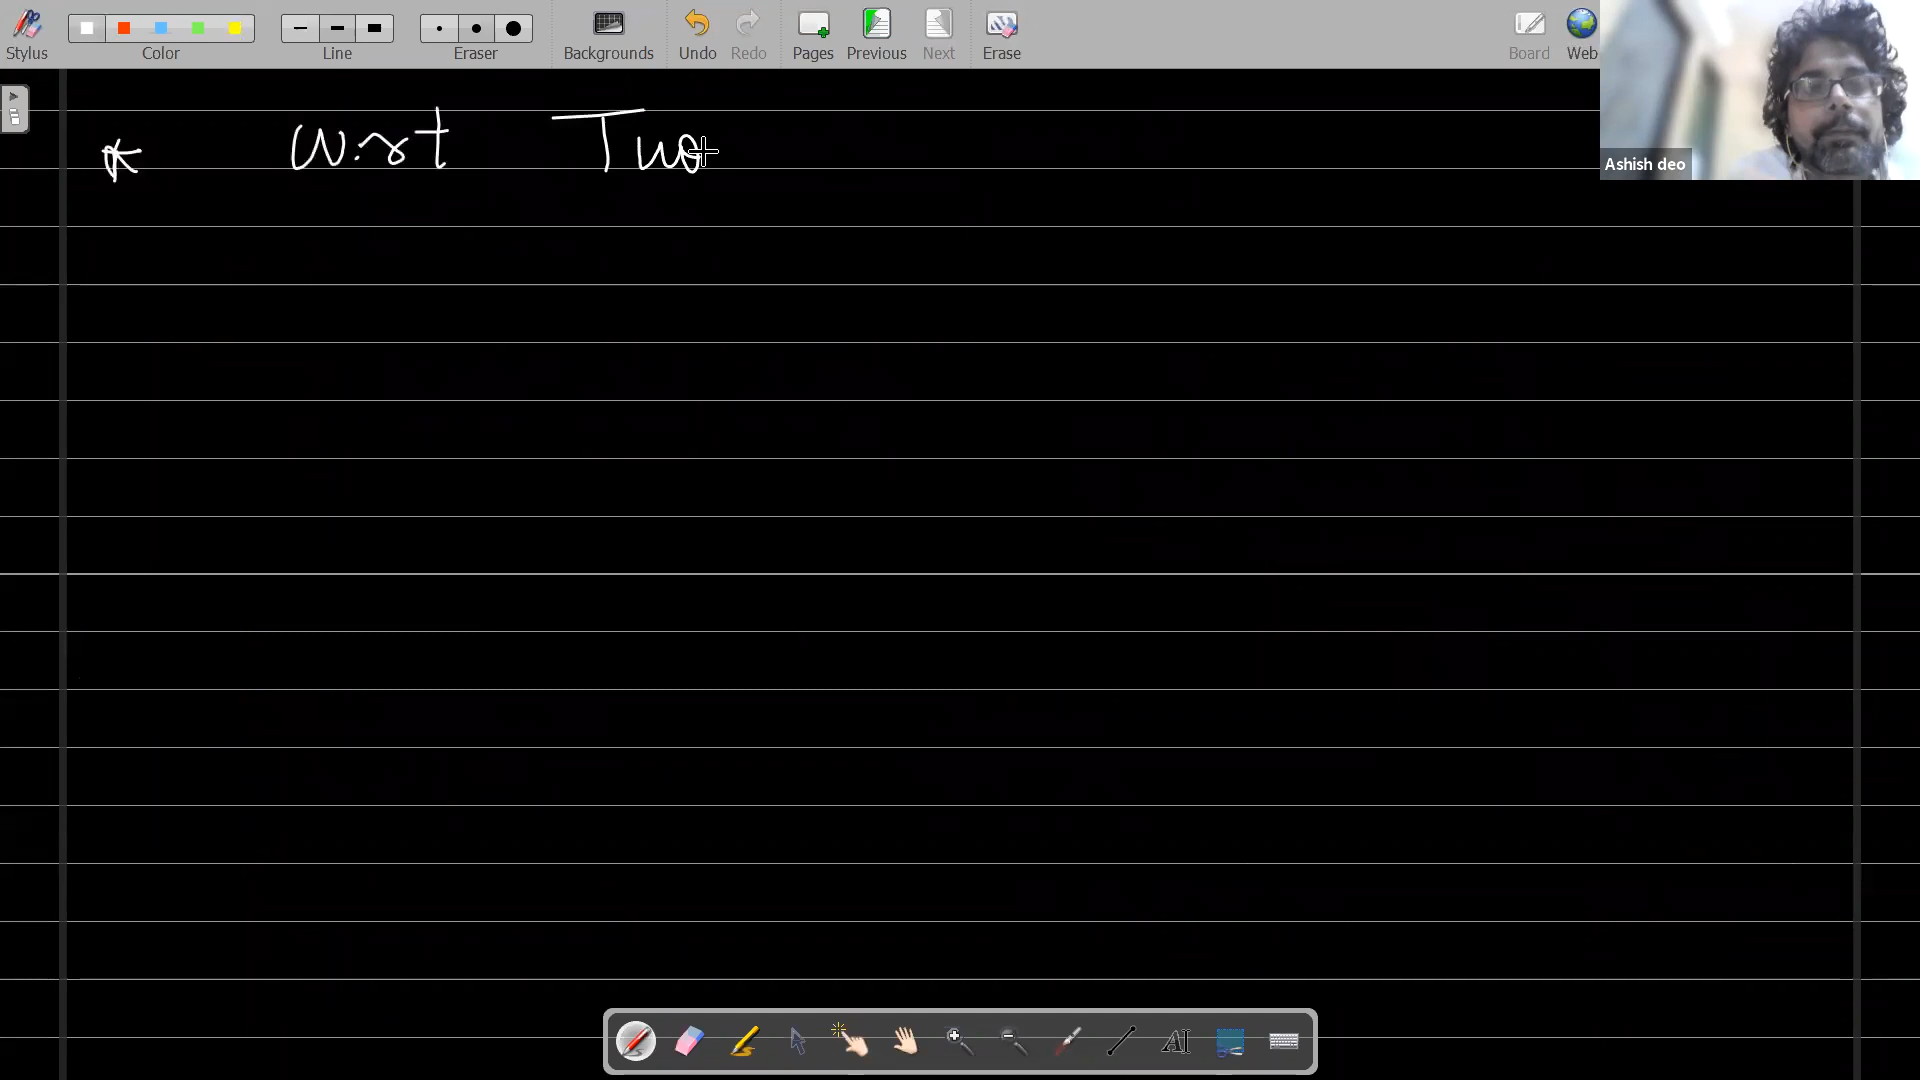 Stylus Color Line Eraser Backgrounds Undo Redo Pages Previous Next Erase Board Web
* w.r.t Two
Ashish deo